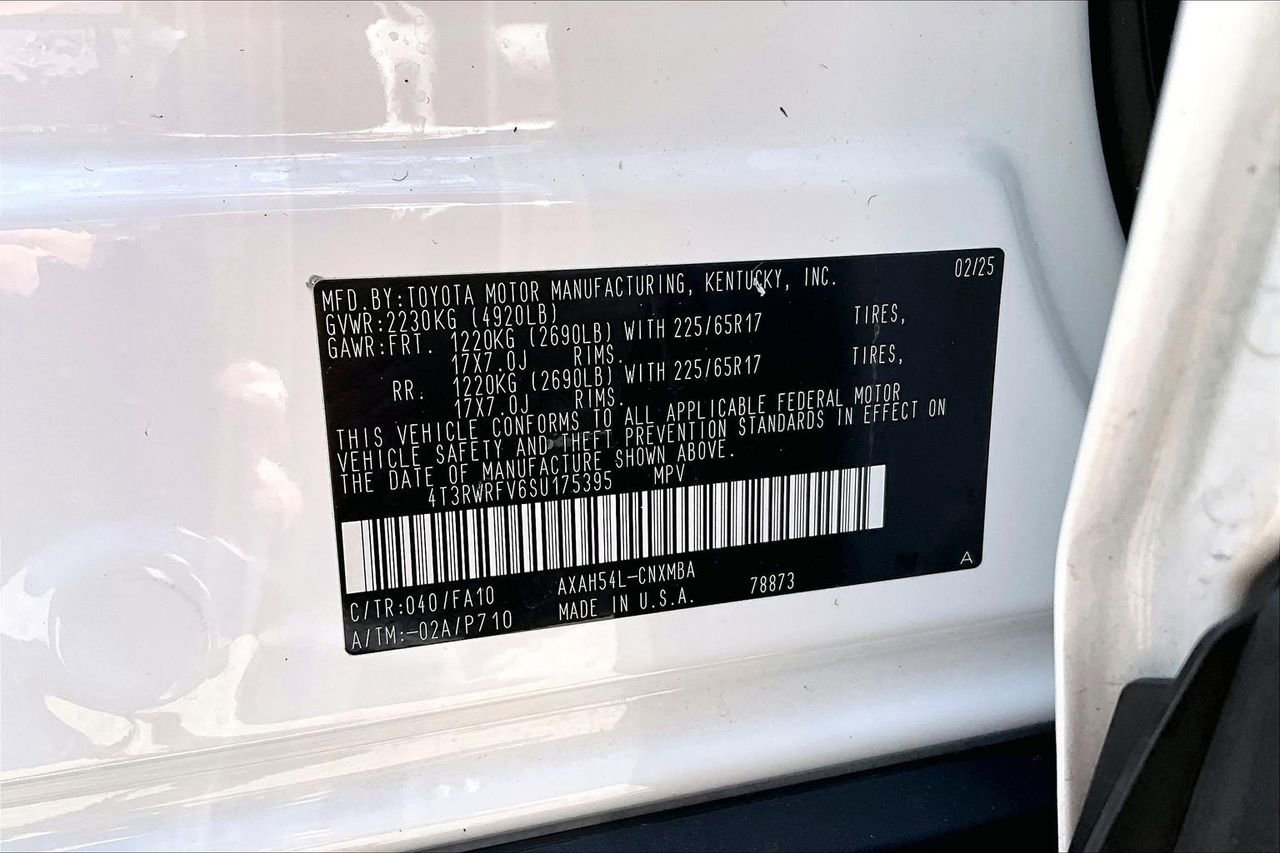 MFD.BY:TOYOTA MOTOR MANUFACTURING, KENTUCKY, INC. 02/25
GVWR:2230KG (4920LB)
GAWR:FRT. 1220KG (2690LB) WITH 225/65R17 TIRES,
17X7.0J RIMS.
RR. 1220KG (2690LB) WITH 225/65R17 TIRES,
17X7.0J RIMS.
THIS VEHICLE CONFORMS TO ALL APPLICABLE FEDERAL MOTOR
VEHICLE SAFETY AND THEFT PREVENTION STANDARDS IN EFFECT ON
THE DATE OF MANUFACTURE SHOWN ABOVE.
4T3RWRFV6SU175395 MPV
C/TR:040/FA10 AXAH54L-CNXMBA
A/TM:-02A/P710 MADE IN U.S.A. 78873 A